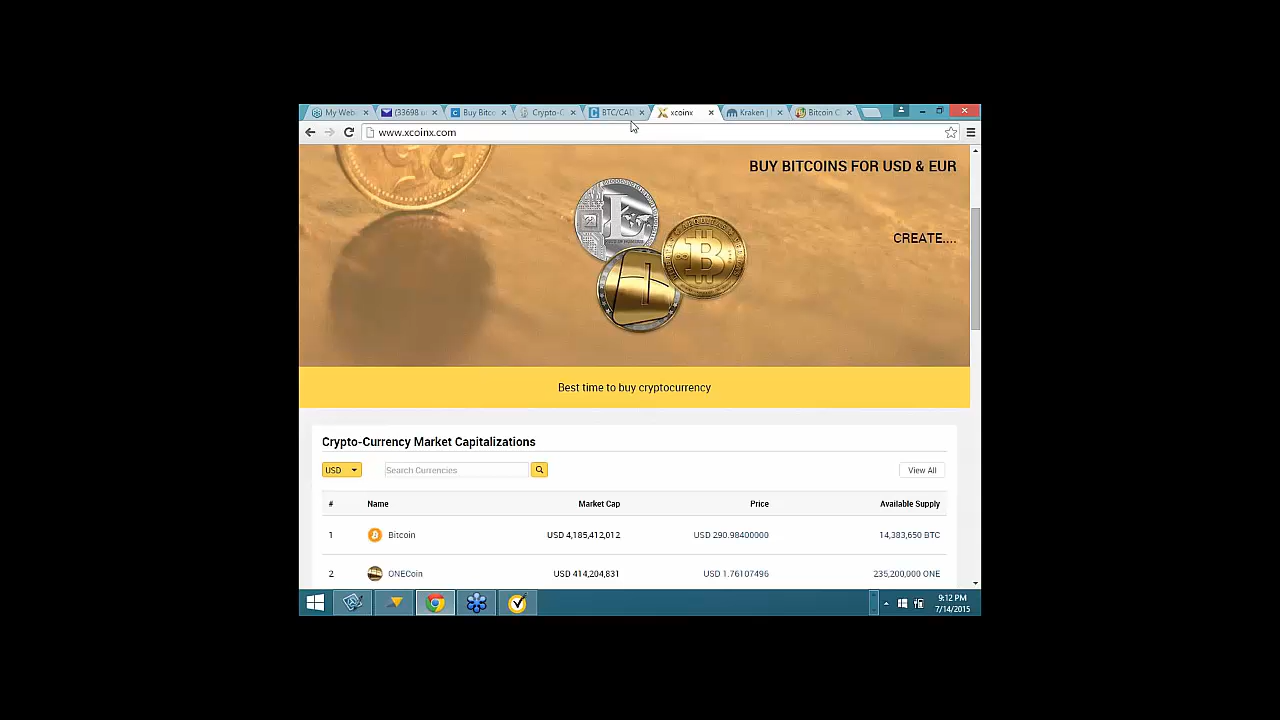 My Web
(33698 u
Buy Bitco
Crypto-C
BTC/CAD
xcoinx
Kraken |
Bitcoin C
www.xcoinx.com
BUY BITCOINS FOR USD & EUR
CREATE....
Best time to buy cryptocurrency
Crypto-Currency Market Capitalizations
USD
Search Currencies
View All
# Name Market Cap Price Available Supply
1 Bitcoin USD 4,185,412,012 USD 290.98400000 14,383,650 BTC
2 ONECoin USD 414,204,831 USD 1.76107496 235,200,000 ONE
9:12 PM
7/14/2015